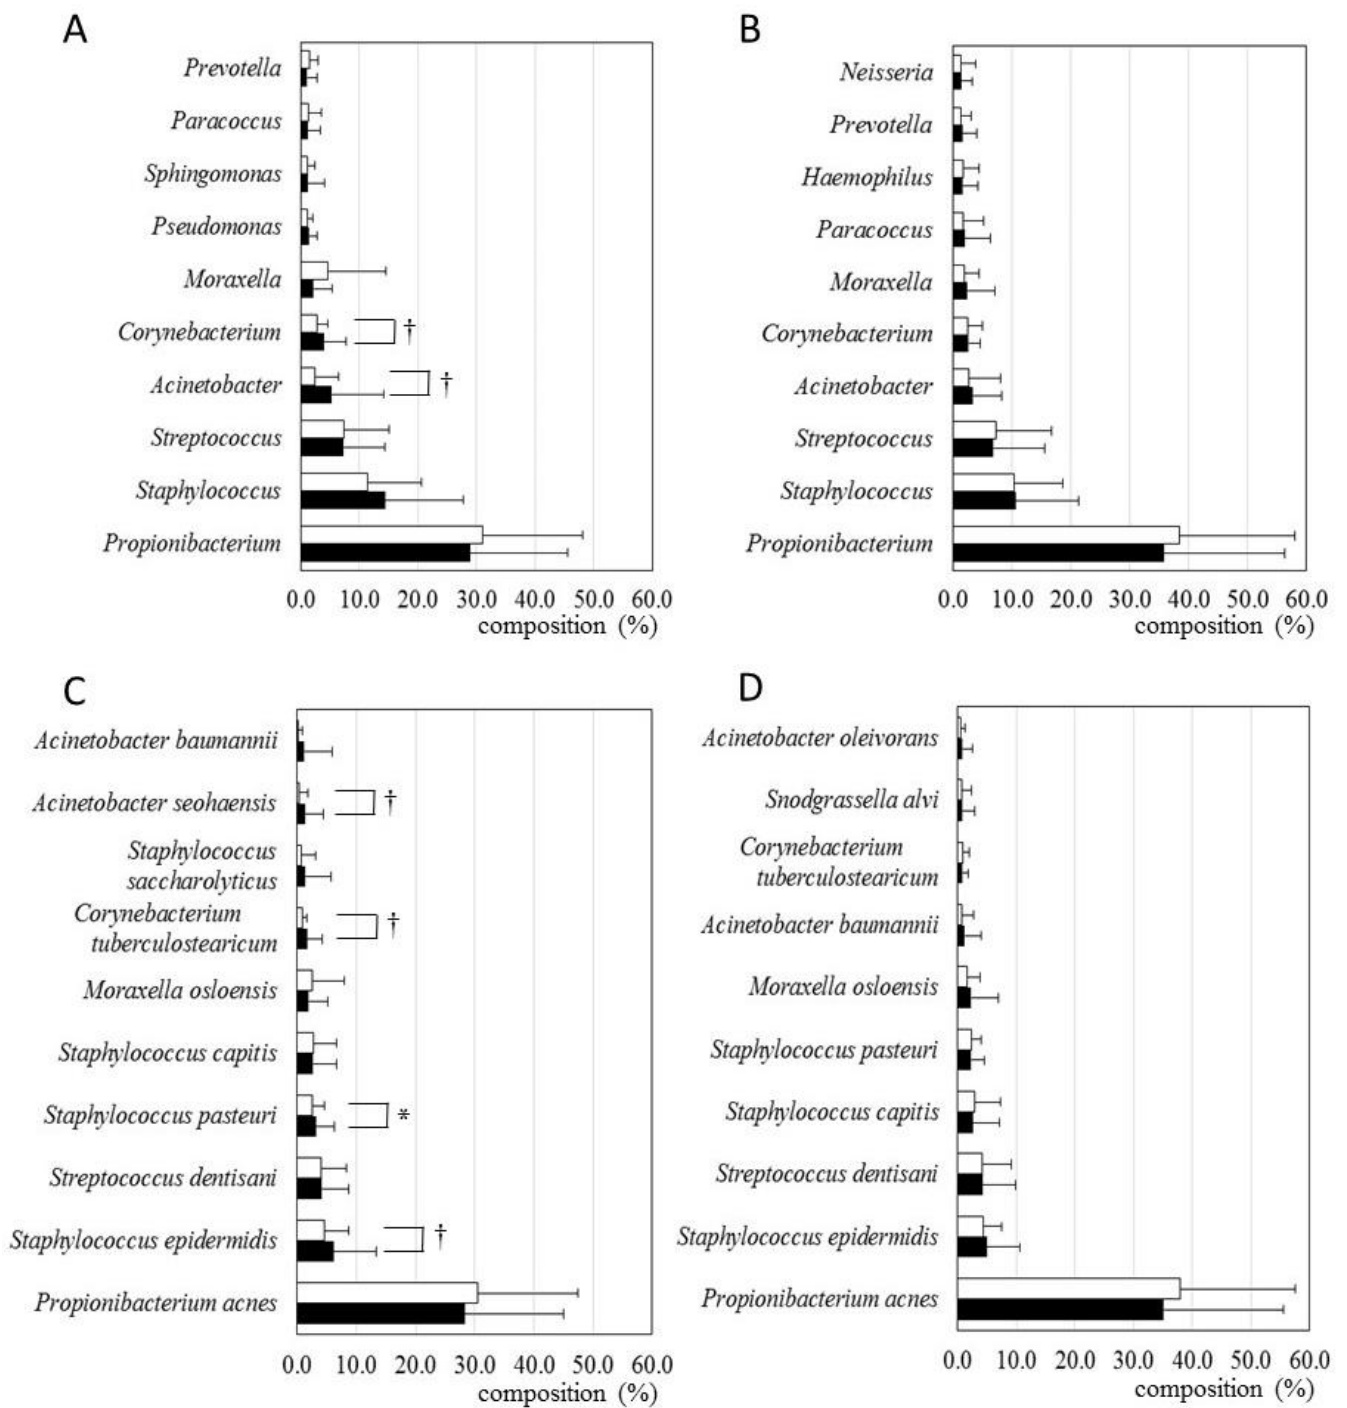 A
Prevotella
Paracoccus
Sphingomonas
Pseudomonas
Moraxella
Corynebacterium
†
Acinetobacter
†
Streptococcus
Staphylococcus
Propionibacterium
0.0 10.0 20.0 30.0 40.0 50.0 60.0
composition (%)
B
Neisseria
Prevotella
Haemophilus
Paracoccus
Moraxella
Corynebacterium
Acinetobacter
Streptococcus
Staphylococcus
Propionibacterium
0.0 10.0 20.0 30.0 40.0 50.0 60.0
composition (%)
C
Acinetobacter baumannii
Acinetobacter seohaensis
†
Staphylococcus
saccharolyticus
Corynebacterium
tuberculostearicum
†
Moraxella osloensis
Staphylococcus capitis
Staphylococcus pasteuri
*
Streptococcus dentisani
Staphylococcus epidermidis
†
Propionibacterium acnes
0.0 10.0 20.0 30.0 40.0 50.0 60.0
composition (%)
D
Acinetobacter oleivorans
Snodgrassella alvi
Corynebacterium
tuberculostearicum
Acinetobacter baumannii
Moraxella osloensis
Staphylococcus pasteuri
Staphylococcus capitis
Streptococcus dentisani
Staphylococcus epidermidis
Propionibacterium acnes
0.0 10.0 20.0 30.0 40.0 50.0 60.0
composition (%)